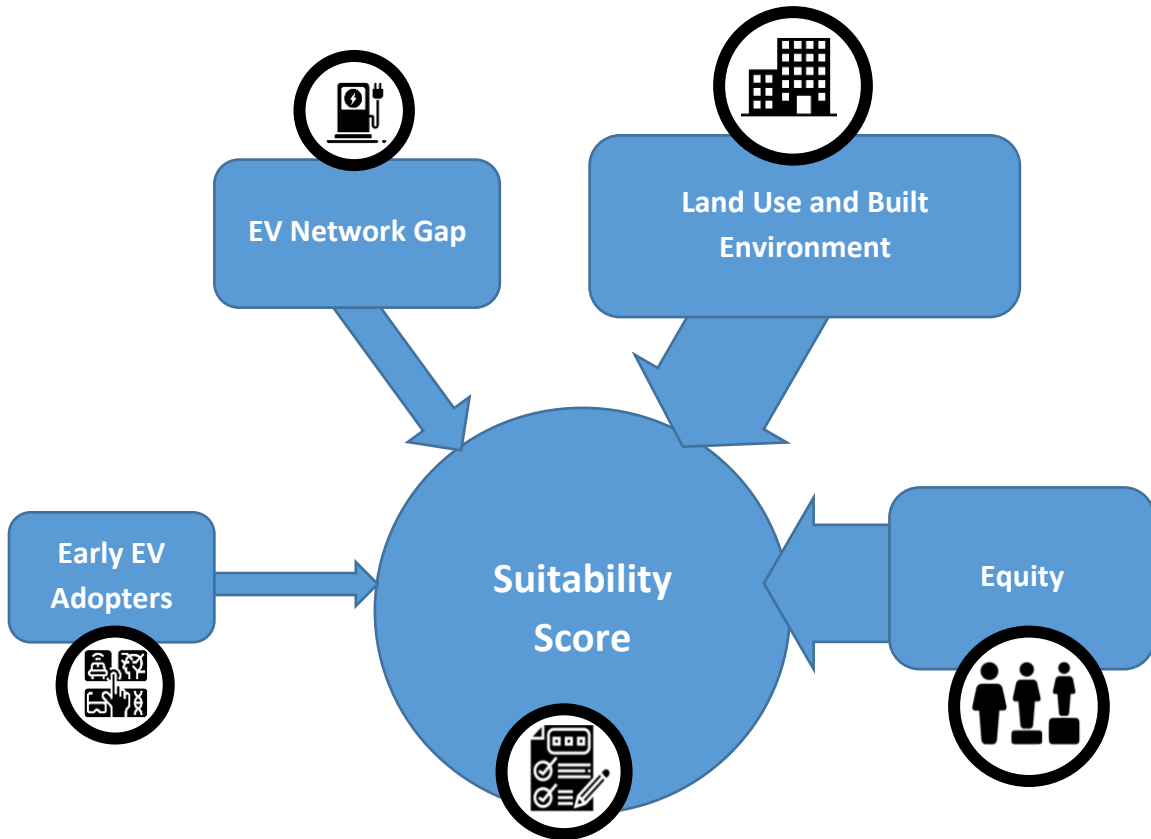 EV Network Gap
Land Use and Built
Environment
Early EV
Adopters
Suitability
Score
Equity